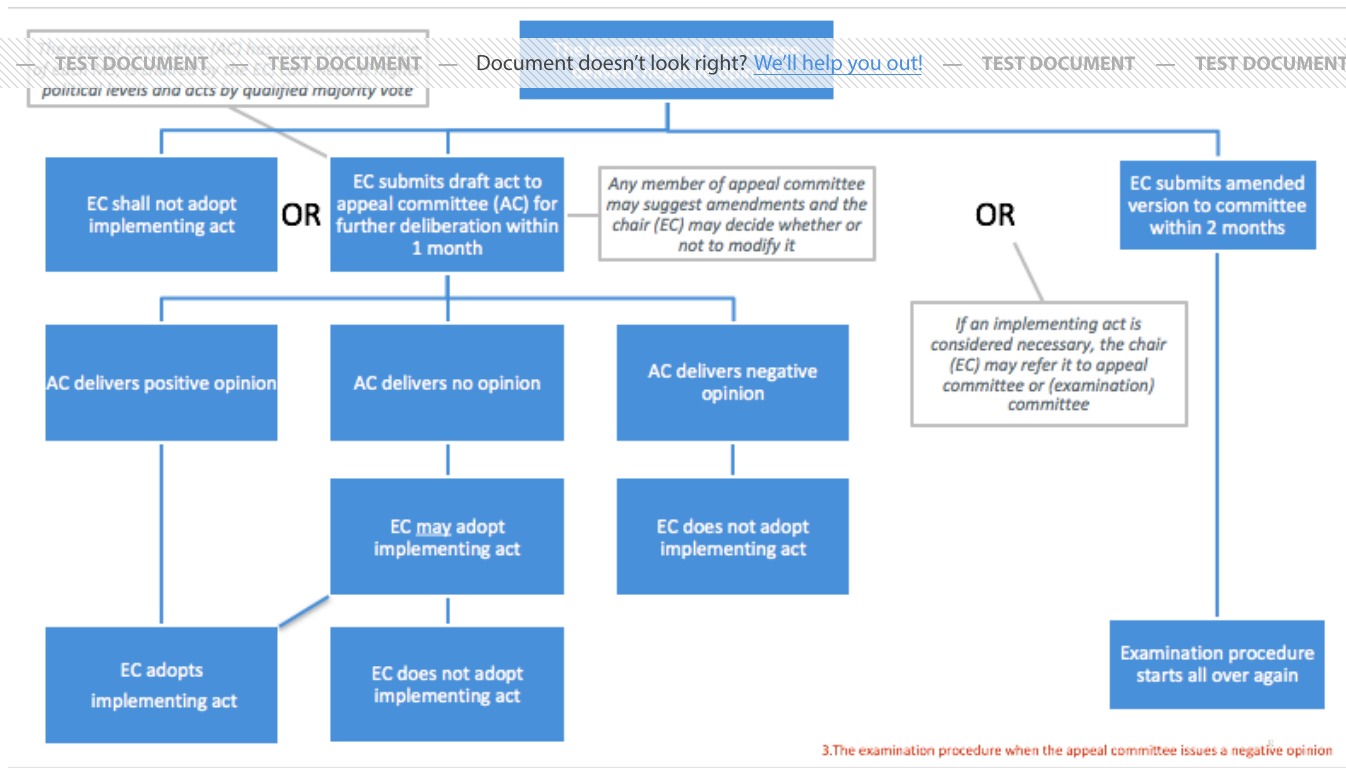 The appeal committee (AC) has one representative
— TEST DOCUMENT — TEST DOCUMENT — Document doesn't look right? We'll help you out! — TEST DOCUMENT — TEST DOCUMENT
political levels and acts by qualified majority vote
EC shall not adopt
implementing act
OR
EC submits draft act to
appeal committee (AC) for
further deliberation within
1 month
Any member of appeal committee
may suggest amendments and the
chair (EC) may decide whether or
not to modify it
OR
EC submits amended
version to committee
within 2 months
If an implementing act is
considered necessary, the chair
(EC) may refer it to appeal
committee or (examination)
committee
AC delivers positive opinion
AC delivers no opinion
AC delivers negative
opinion
EC may adopt
implementing act
EC does not adopt
implementing act
EC adopts
implementing act
EC does not adopt
implementing act
Examination procedure
starts all over again
3.The examination procedure when the appeal committee issues a negative opinion